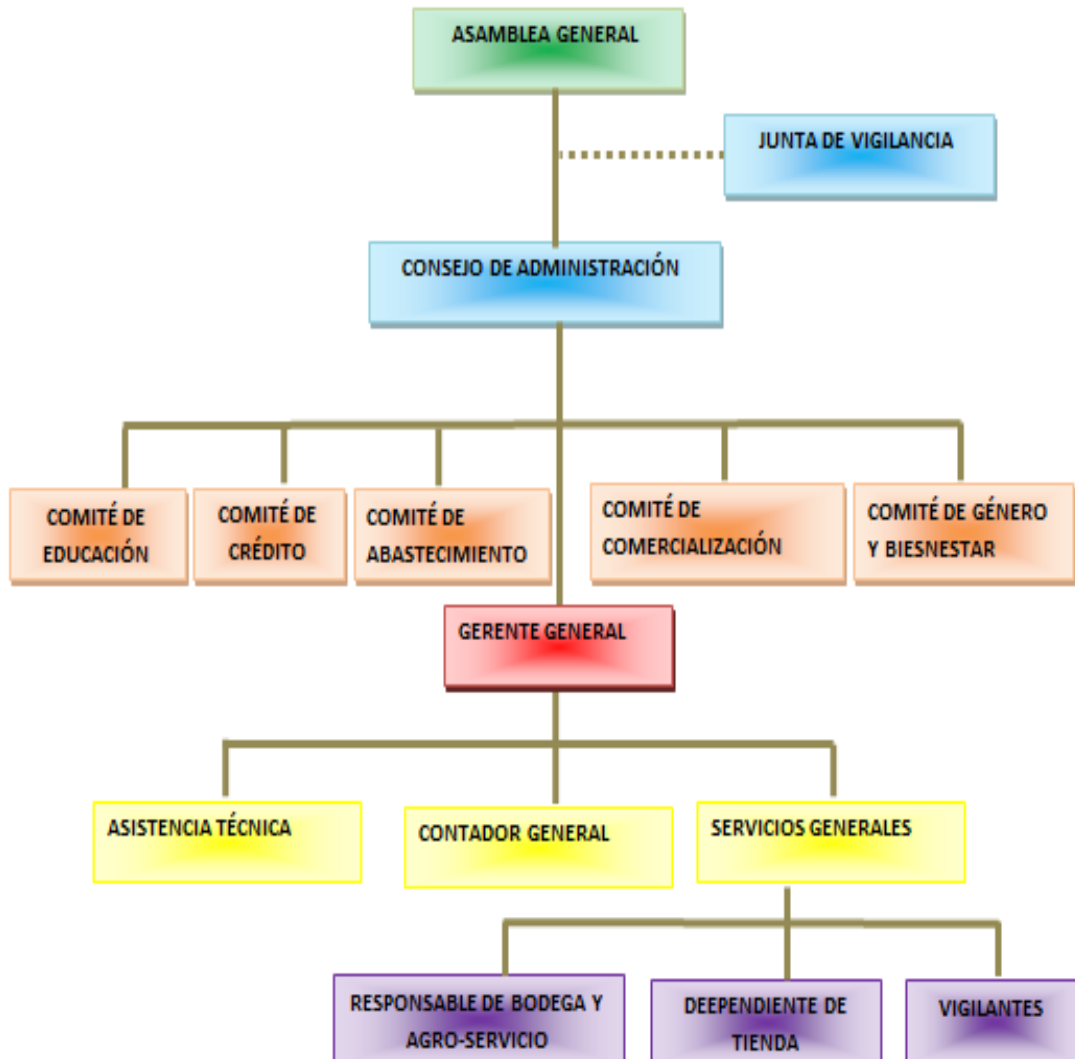 ASAMBLEA GENERAL
JUNTA DE VIGILANCIA
CONSEJO DE ADMINISTRACIÓN
COMITÉ DE
EDUCACIÓN
COMITÉ DE
CRÉDITO
COMITÉ DE
ABASTECIMIENTO
COMITÉ DE
COMERCIALIZACIÓN
COMITÉ DE GÉNERO
Y BIESNESTAR
GERENTE GENERAL
ASISTENCIA TÉCNICA
CONTADOR GENERAL
SERVICIOS GENERALES
RESPONSABLE DE BODEGA Y
AGRO-SERVICIO
DEEPENDIENTE DE
TIENDA
VIGILANTES